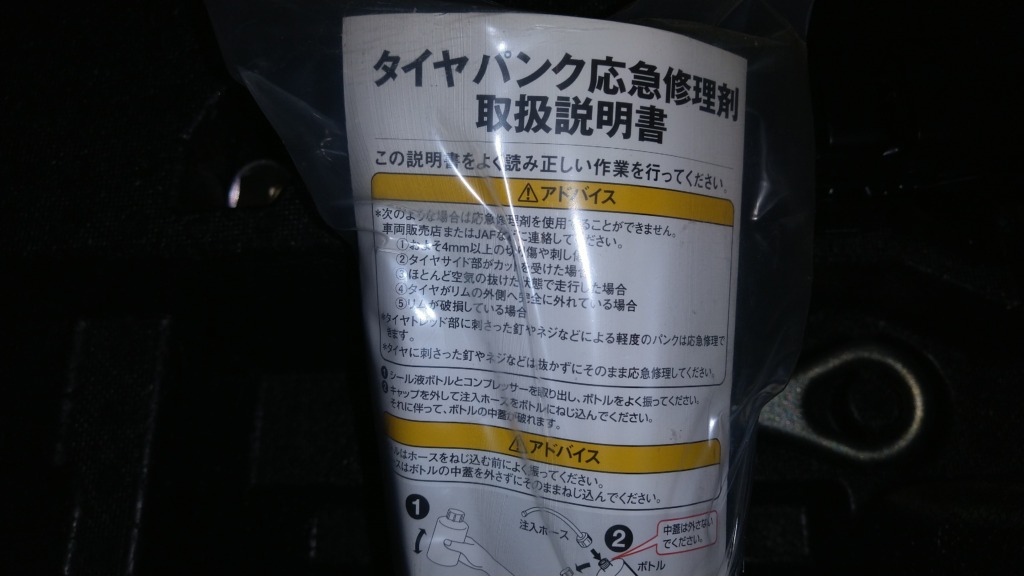 タイヤパンク応急修理剤
取扱説明書
この説明書をよく読み正しい作業を行ってください。
アドバイス
*次のような場合は応急修理剤を使用することができません。
車両販売店またはJAFなどに連絡してください。
①およそ4mm以上の切り傷や刺し傷
②タイヤサイド部がカットを受けた場合
③ほとんど空気の抜けた状態で走行した場合
④タイヤがリムの外側へ完全に外れている場合
⑤リムが破損している場合
*タイヤトレッド部に刺さった釘やネジなどによる軽度のパンクは応急修理で
きます。
*タイヤに刺さった釘やネジなどは抜かずにそのまま応急修理してください。
❶シール液ボトルとコンプレッサーを取り出し、ボトルをよく振ってください。
❷キャップを外して注入ホースをボトルにねじ込んでください。
それに伴って、ボトルの中蓋が破れます。
アドバイス
ルはホースをねじ込む前によく振ってください。
スはボトルの中蓋を外さずにそのままねじ込んでください。
❶
注入ホース
❷
中蓋は外さない
でください。
ボトル